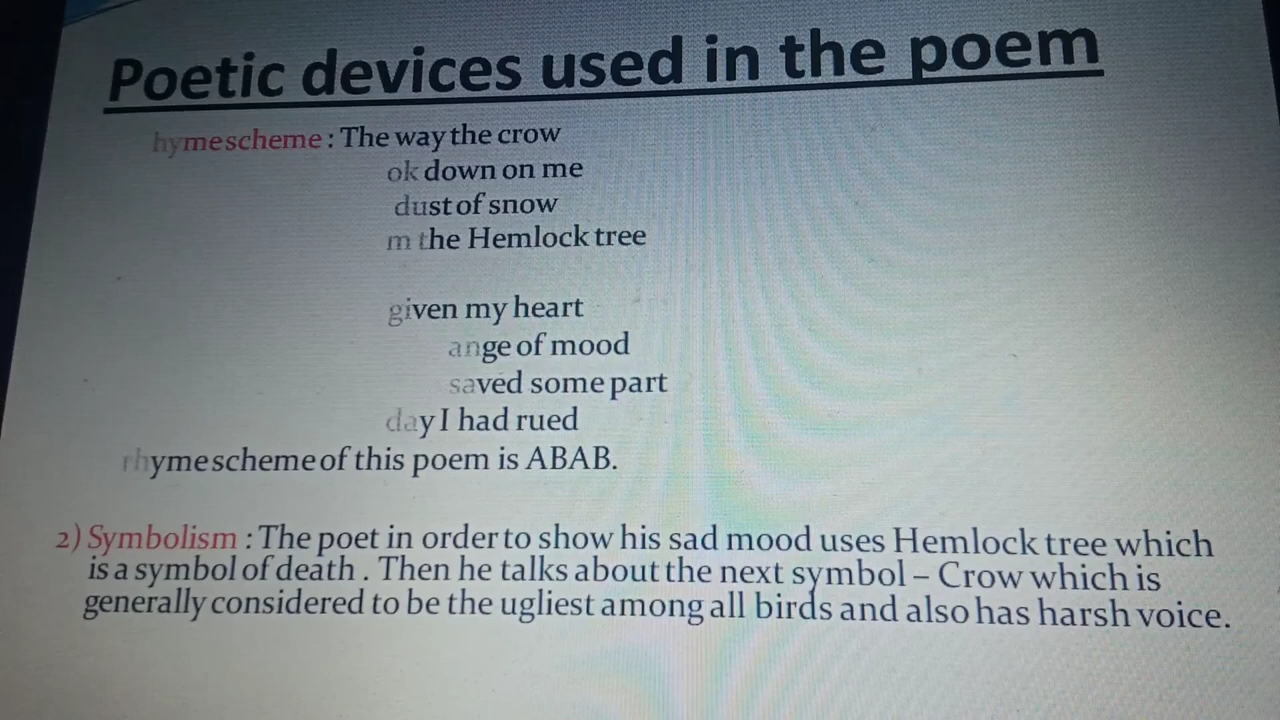 Poetic devices used in the poem
hyme scheme : The way the crow
ok down on me
dust of snow
m the Hemlock tree
given my heart
ange of mood
saved some part
day I had rued
rhyme scheme of this poem is ABAB.
2) Symbolism : The poet in order to show his sad mood uses Hemlock tree which
is a symbol of death . Then he talks about the next symbol – Crow which is
generally considered to be the ugliest among all birds and also has harsh voice.